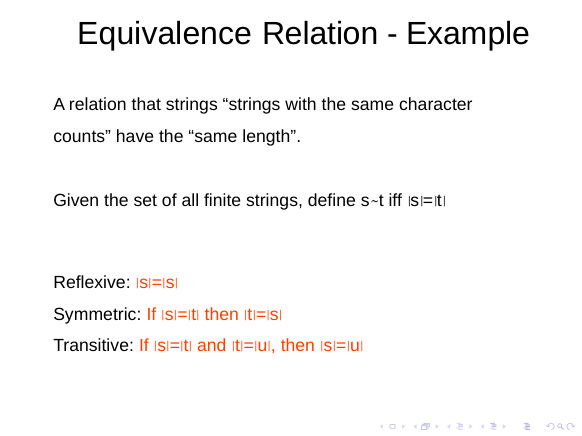 Equivalence Relation - Example
A relation that strings “strings with the same character
counts” have the “same length”.
Given the set of all finite strings, define s~t iff |s|=|t|
Reflexive: |s|=|s|
Symmetric: If |s|=|t| then |t|=|s|
Transitive: If |s|=|t| and |t|=|u|, then |s|=|u|